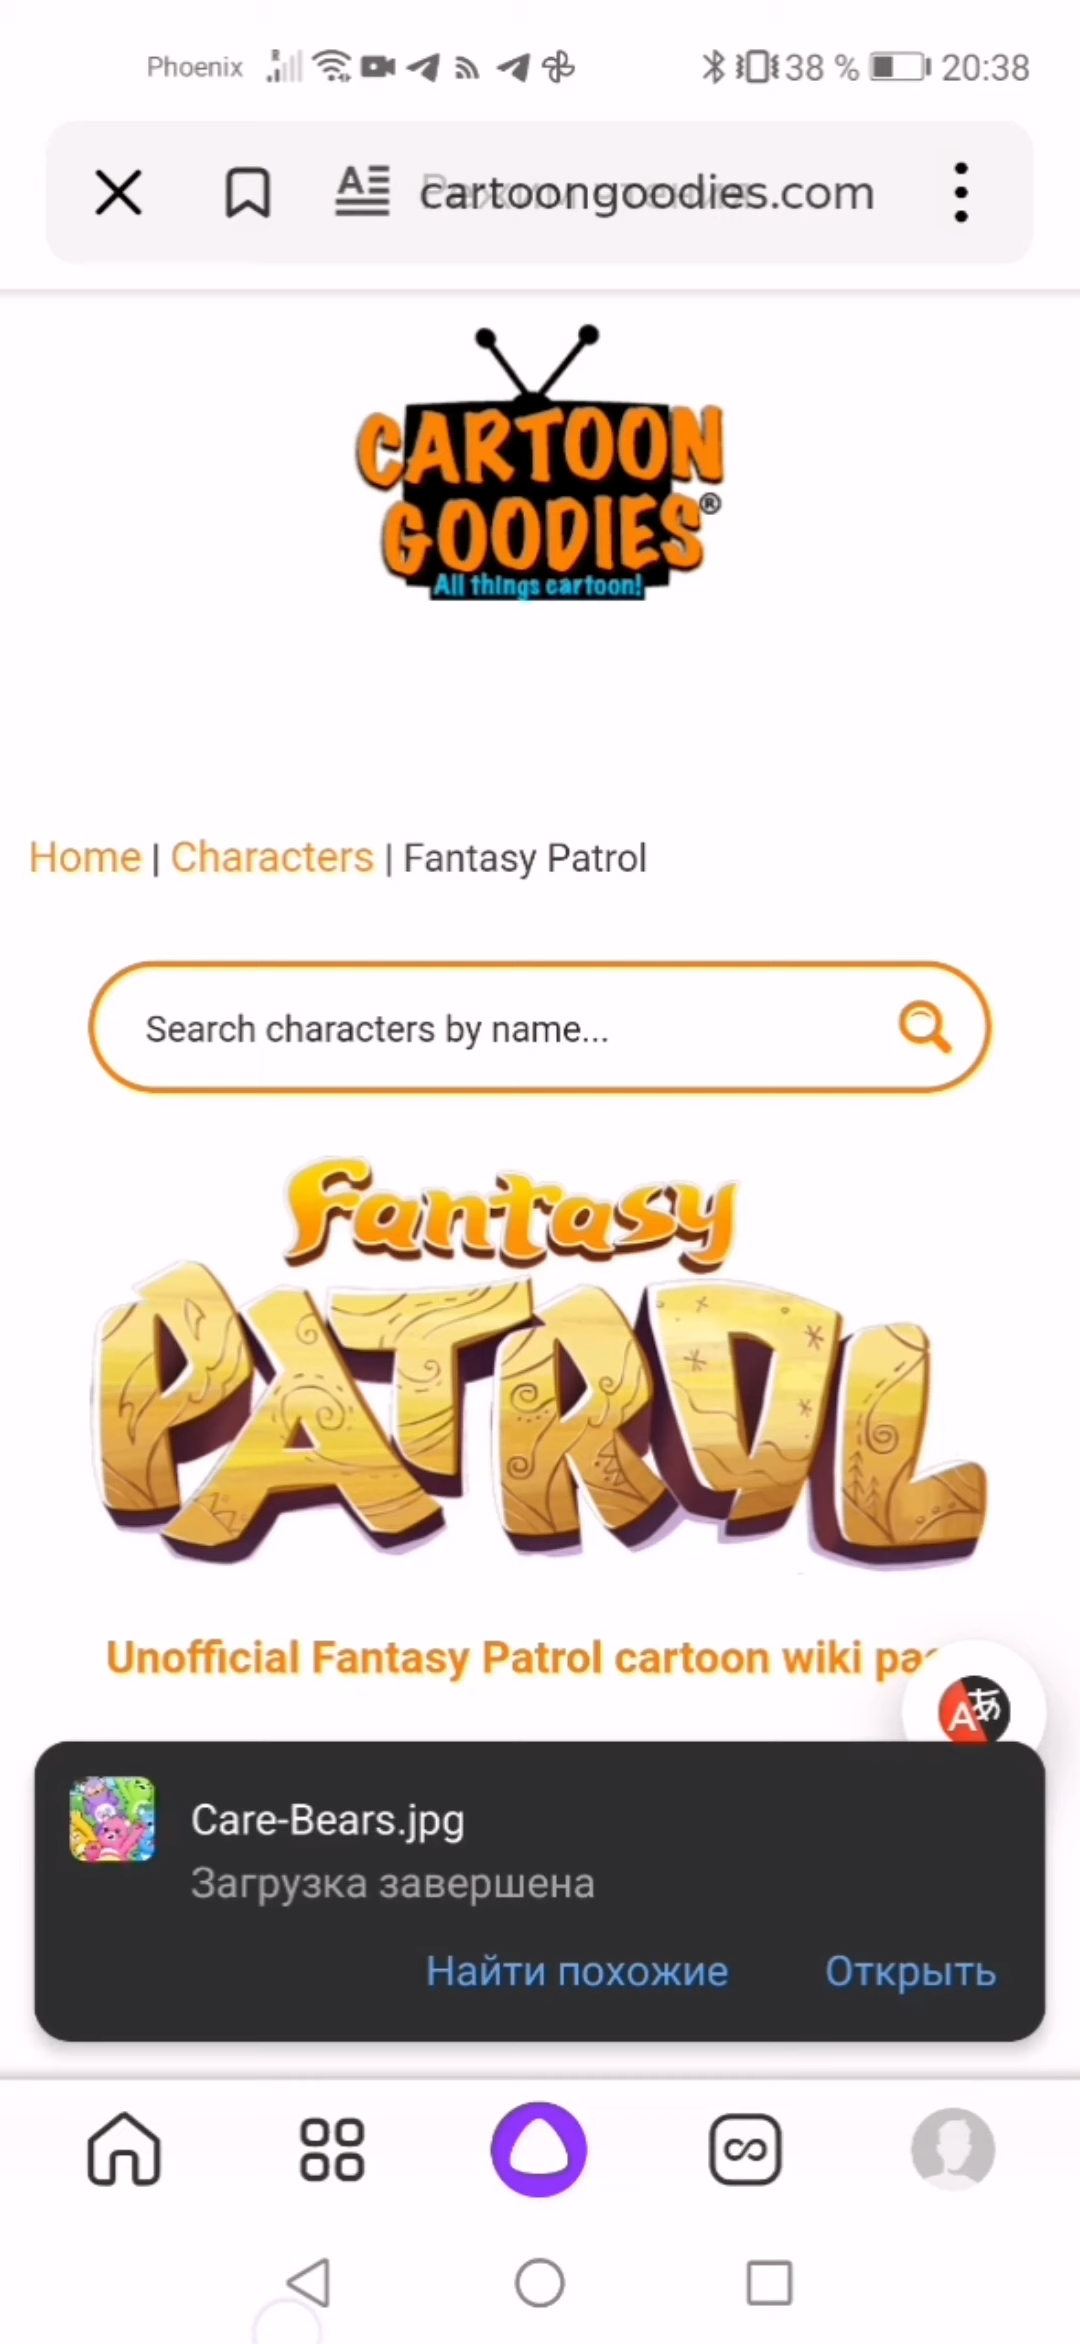 Phoenix 38 % 20:38
cartoongoodies.com
CARTOON
GOODIES®
All things cartoon!
Home | Characters | Fantasy Patrol
Search characters by name...
Fantasy
PATROL
Unofficial Fantasy Patrol cartoon wiki
Care-Bears.jpg
Загрузка завершена
Найти похожие Открыть